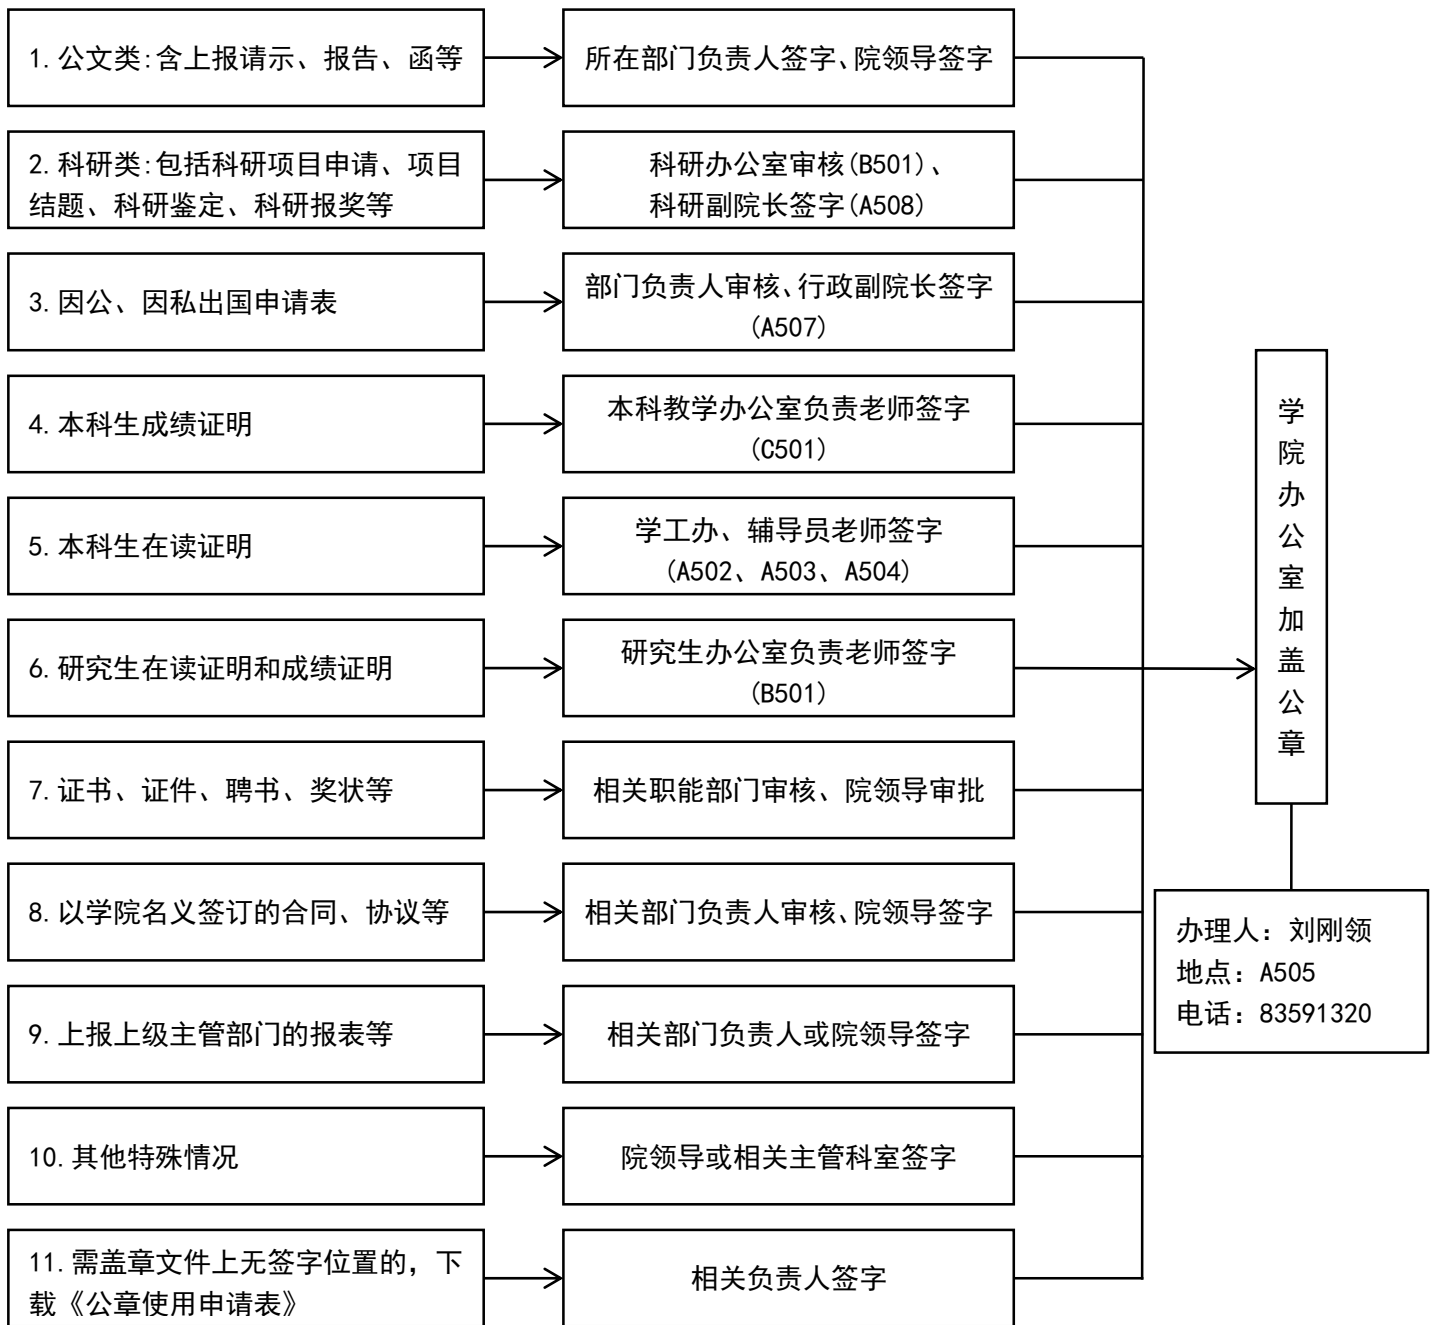 1.公文类:含上报请示、报告、函等
所在部门负责人签字、院领导签字
2.科研类:包括科研项目申请、项目
结题、科研鉴定、科研报奖等
科研办公室审核(B501)、
科研副院长签字(A508)
3.因公、因私出国申请表
部门负责人审核、行政副院长签字
(A507)
4.本科生成绩证明
本科教学办公室负责老师签字
(C501)
5.本科生在读证明
学工办、辅导员老师签字
(A502、A503、A504)
6.研究生在读证明和成绩证明
研究生办公室负责老师签字
(B501)
7.证书、证件、聘书、奖状等
相关职能部门审核、院领导审批
8.以学院名义签订的合同、协议等
相关部门负责人审核、院领导签字
9.上报上级主管部门的报表等
相关部门负责人或院领导签字
10.其他特殊情况
院领导或相关主管科室签字
11.需盖章文件上无签字位置的，下
载《公章使用申请表》
相关负责人签字
学院办公室加盖公章
办理人：刘刚领
地点：A505
电话：83591320